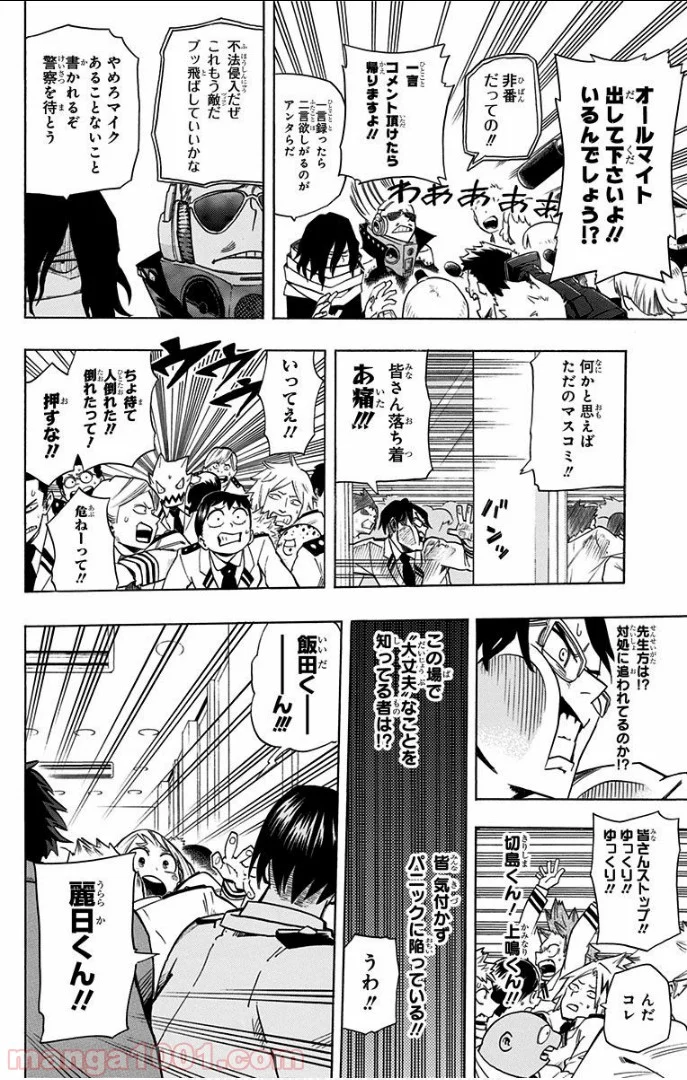 オールマイト
出して下さいよ!!
いるんでしょう!?
非番
だっての!!
一言
コメント頂けたら
帰りますよ!!
一言録ったら
二言欲しがるのが
アンタらだ
わあぁぁぁぁ
不法侵入だぜ
これもう敵だ
ブッ飛ばしていいかな
やめろマイク
あることないこと
書かれるぞ
警察を待とう
何かと思えば
ただのマスコミ!!
バンッ
皆さん落ち着
あ痛!!!
いってえ!!
ウウウ
ちょ待て
人倒れた!!
倒れたって!
押すな!!
危ねーって!!
先生方は!?
対処に追われてるのか!?
皆さんストップ!!
ゆっくり!!
ゆっくり!!
んだ
コレ
切島くん!上鳴くん!!
この場で
“大丈夫”なことを
知ってる者は!?
皆気付かず
パニックに陥っている!!
うわ!!
飯田くーーーん!!!
麗日くん!!
manga1001.com